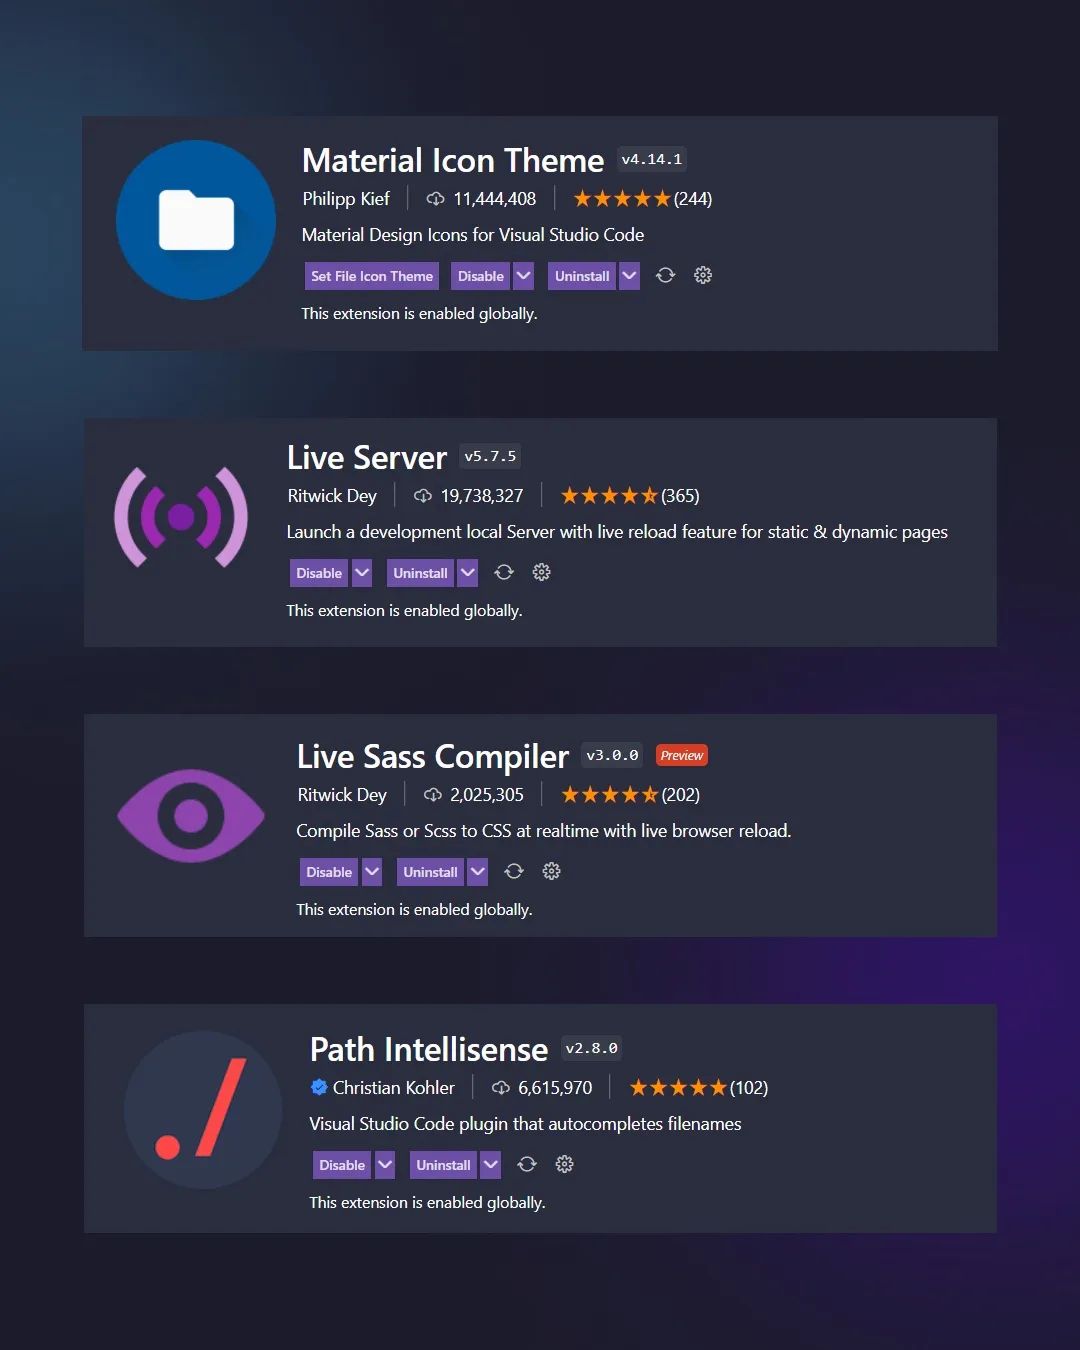 Material Icon Theme v4.14.1
Philipp Kief 11,444,408 (244)
Material Design Icons for Visual Studio Code
Set File Icon Theme Disable Uninstall
This extension is enabled globally.
Live Server v5.7.5
Ritwick Dey 19,738,327 (365)
Launch a development local Server with live reload feature for static & dynamic pages
Disable Uninstall
This extension is enabled globally.
Live Sass Compiler v3.0.0 Preview
Ritwick Dey 2,025,305 (202)
Compile Sass or Scss to CSS at realtime with live browser reload.
Disable Uninstall
This extension is enabled globally.
Path Intellisense v2.8.0
Christian Kohler 6,615,970 (102)
Visual Studio Code plugin that autocompletes filenames
Disable Uninstall
This extension is enabled globally.